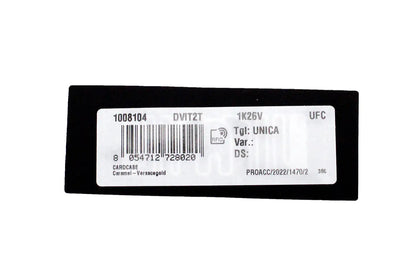 1008104 DVIT2T 1K26V UFC
Tgl: UNICA
Var.:
DS:
8 054712 728020
CARDCASE
Caramel-Versacegold
PROACC/2022/1470/2